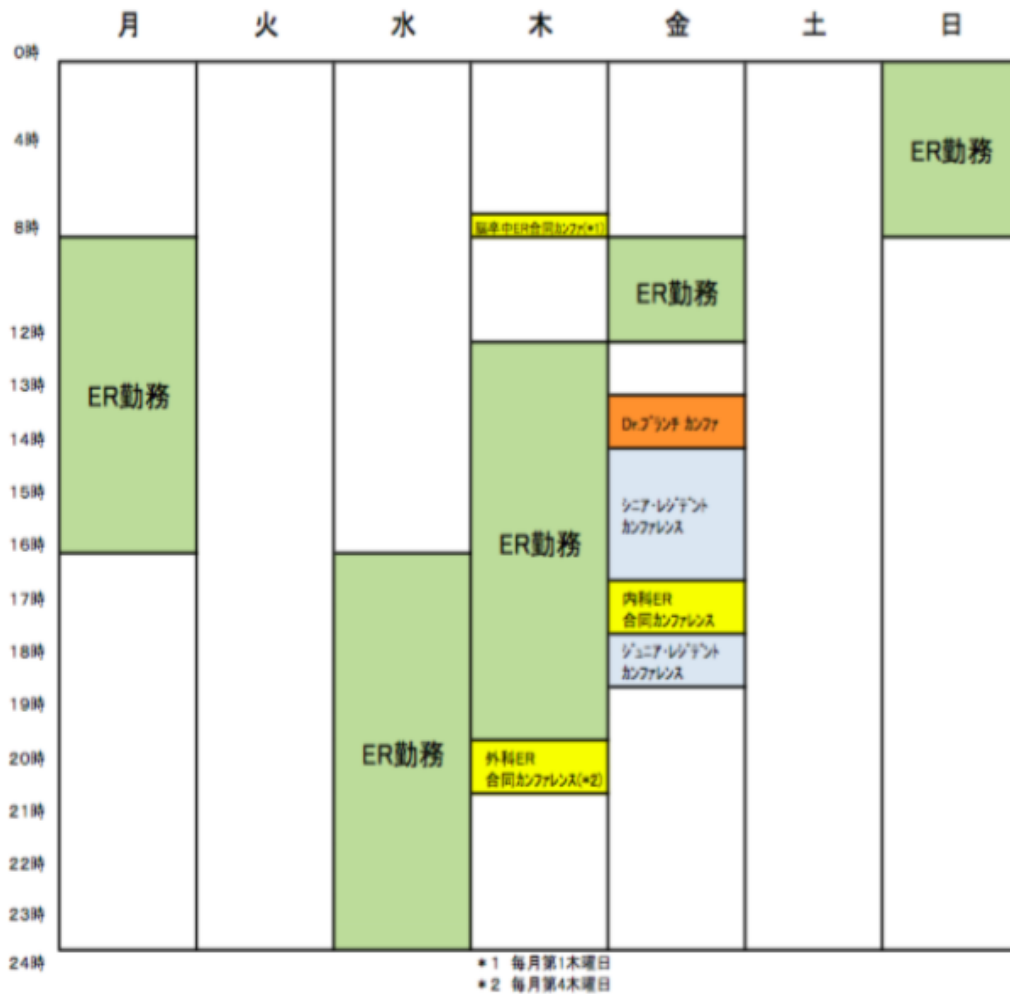 月 火 水 木 金 土 日
0時
4時
ER勤務
8時
脳卒中ER合同カンファ(*1)
ER勤務
12時
13時
ER勤務
14時
Dr.ブランチ カンファ
15時
シニア・レジデント
カンファレンス
16時
ER勤務
17時
内科ER
合同カンファレンス
18時
ジュニア・レジデント
カンファレンス
19時
20時
ER勤務
外科ER
合同カンファレンス(*2)
21時
22時
23時
24時
*1 毎月第1木曜日
*2 毎月第4木曜日